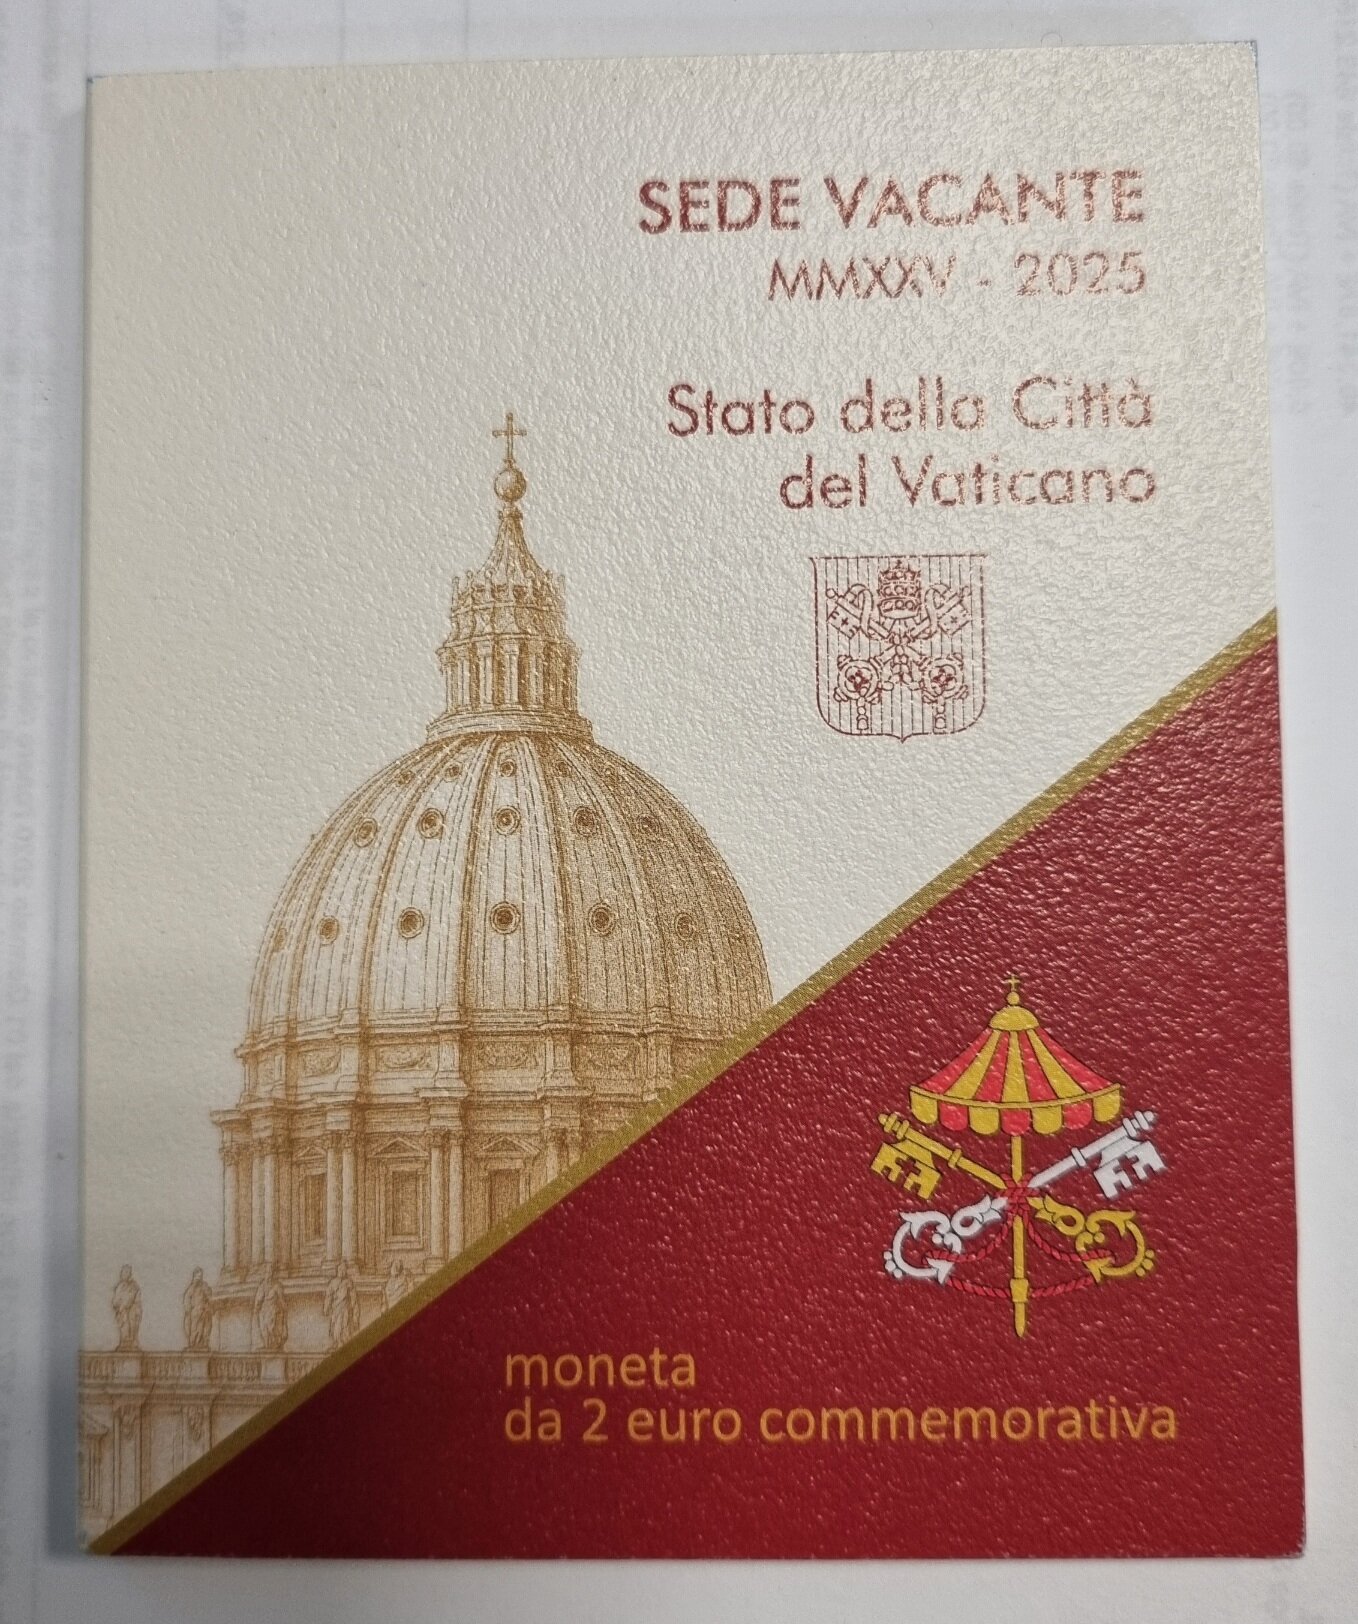 SEDE VACANTE
MMXXV - 2025
Stato della Città
del Vaticano
moneta
da 2 euro commemorativa